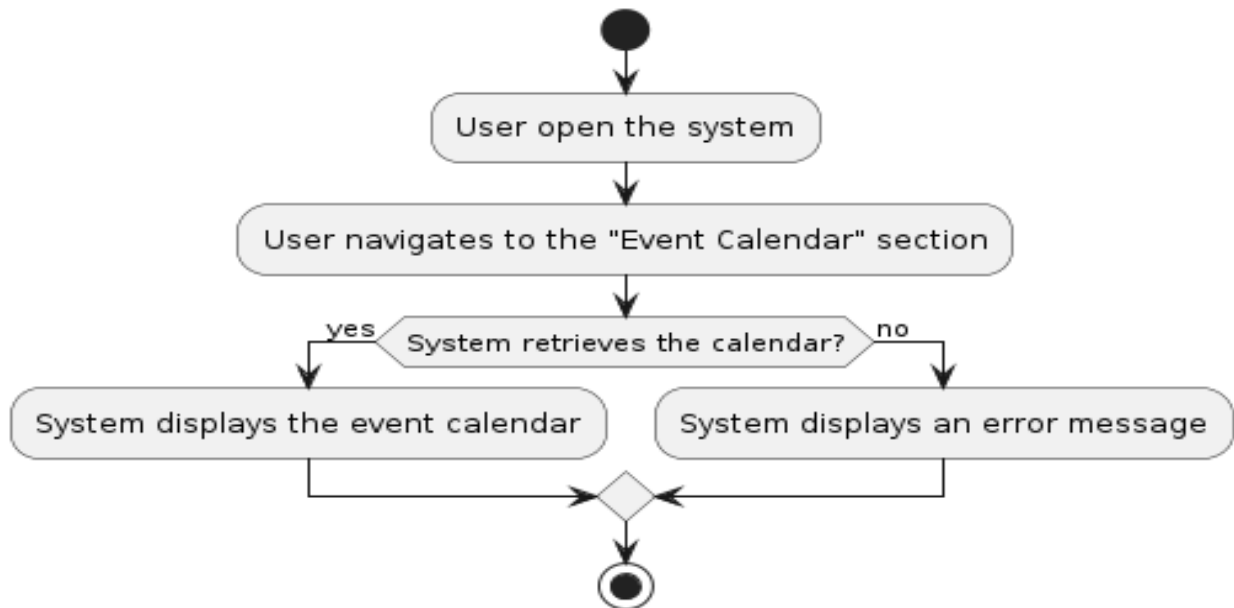 User open the system
User navigates to the "Event Calendar" section
yes
System retrieves the calendar?
no
System displays the event calendar
System displays an error message